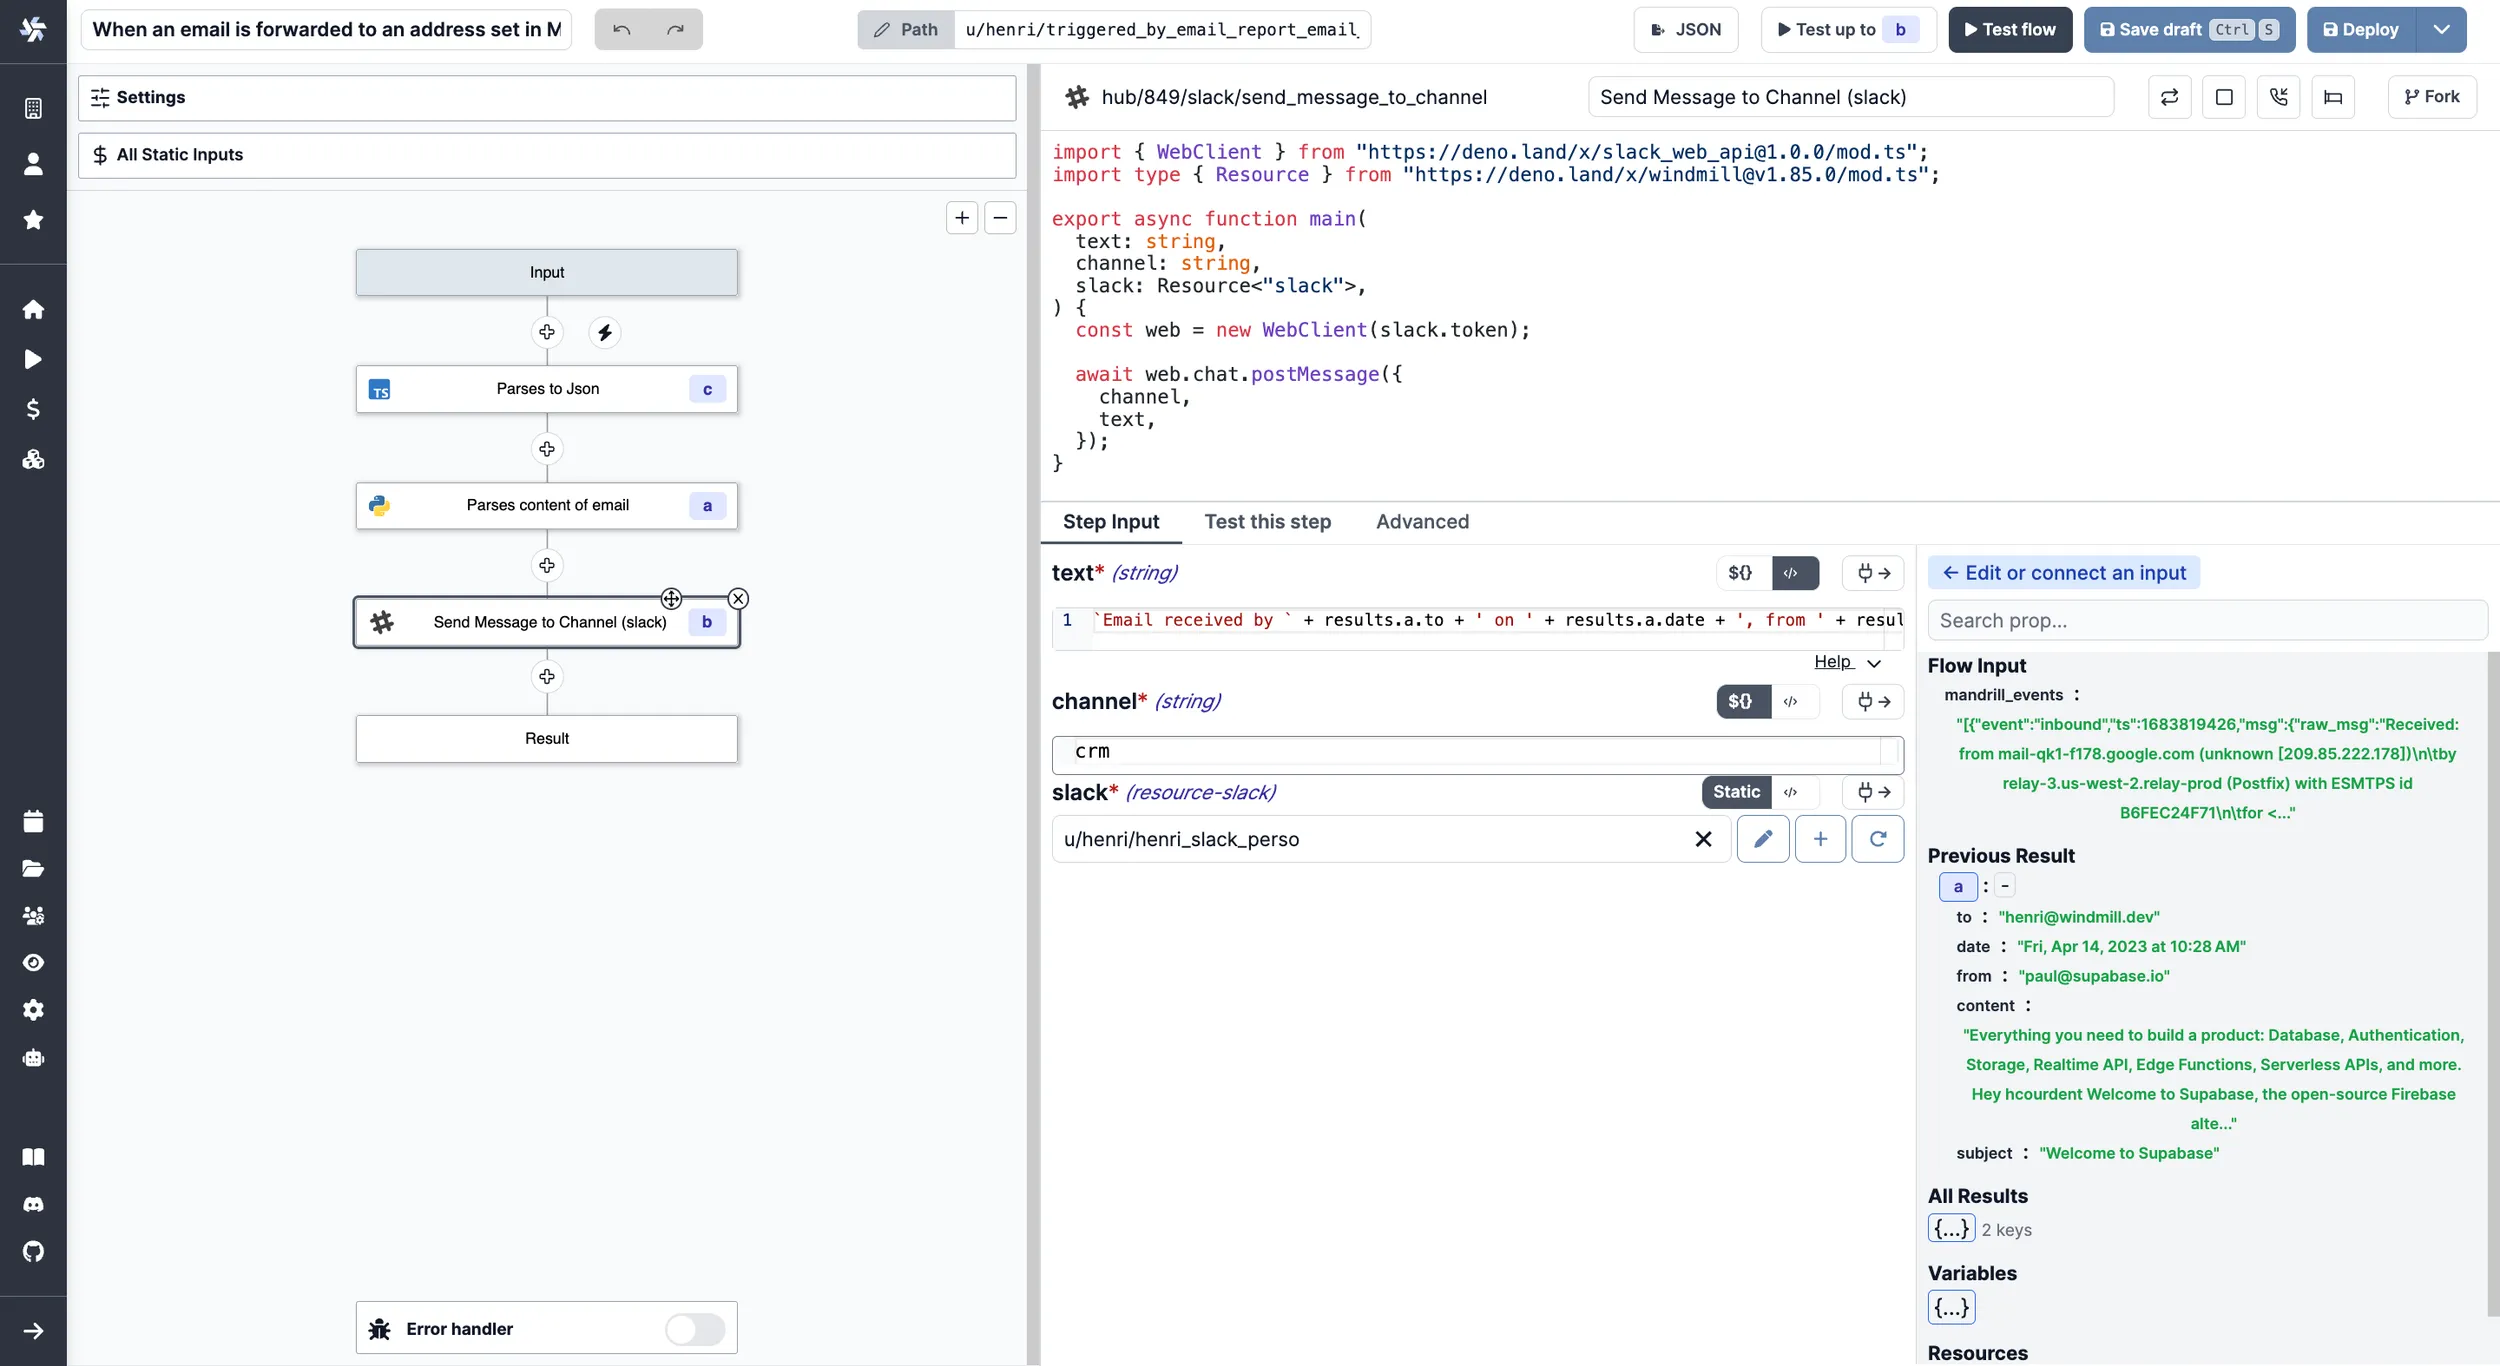 When an email is forwarded to an address set in M
Path
u/henri/triggered_by_email_report_email_
JSON
Test up to b
Test flow
Save draft Ctrl S
Deploy
Settings
All Static Inputs
Input
TS Parses to Json c
Parses content of email a
Send Message to Channel (slack) b
Result
Error handler
hub/849/slack/send_message_to_channel
Send Message to Channel (slack)
Fork
import { WebClient } from "https://deno.land/x/slack_web_api@1.0.0/mod.ts";
import type { Resource } from "https://deno.land/x/windmill@v1.85.0/mod.ts";
export async function main(
text: string,
channel: string,
slack: Resource<"slack">,
) {
const web = new WebClient(slack.token);
await web.chat.postMessage({
channel,
text,
});
}
Step Input
Test this step
Advanced
text* (string)
${} </>
1 `Email received by ` + results.a.to + ' on ' + results.a.date + ', from ' + resul
Help
channel* (string)
${} </>
crm
slack* (resource-slack)
Static </>
u/henri/henri_slack_perso
← Edit or connect an input
Search prop...
Flow Input
mandrill_events :
"[{"event":"inbound","ts":1683819426,"msg":{"raw_msg":"Received:
from mail-qk1-f178.google.com (unknown [209.85.222.178])\n\tby
relay-3.us-west-2.relay-prod (Postfix) with ESMTPS id
B6FEC24F71\n\tfor <..."
Previous Result
a : -
to : "henri@windmill.dev"
date : "Fri, Apr 14, 2023 at 10:28 AM"
from : "paul@supabase.io"
content :
"Everything you need to build a product: Database, Authentication,
Storage, Realtime API, Edge Functions, Serverless APIs, and more.
Hey hcourdent Welcome to Supabase, the open-source Firebase
alte..."
subject : "Welcome to Supabase"
All Results
{...} 2 keys
Variables
{...}
Resources